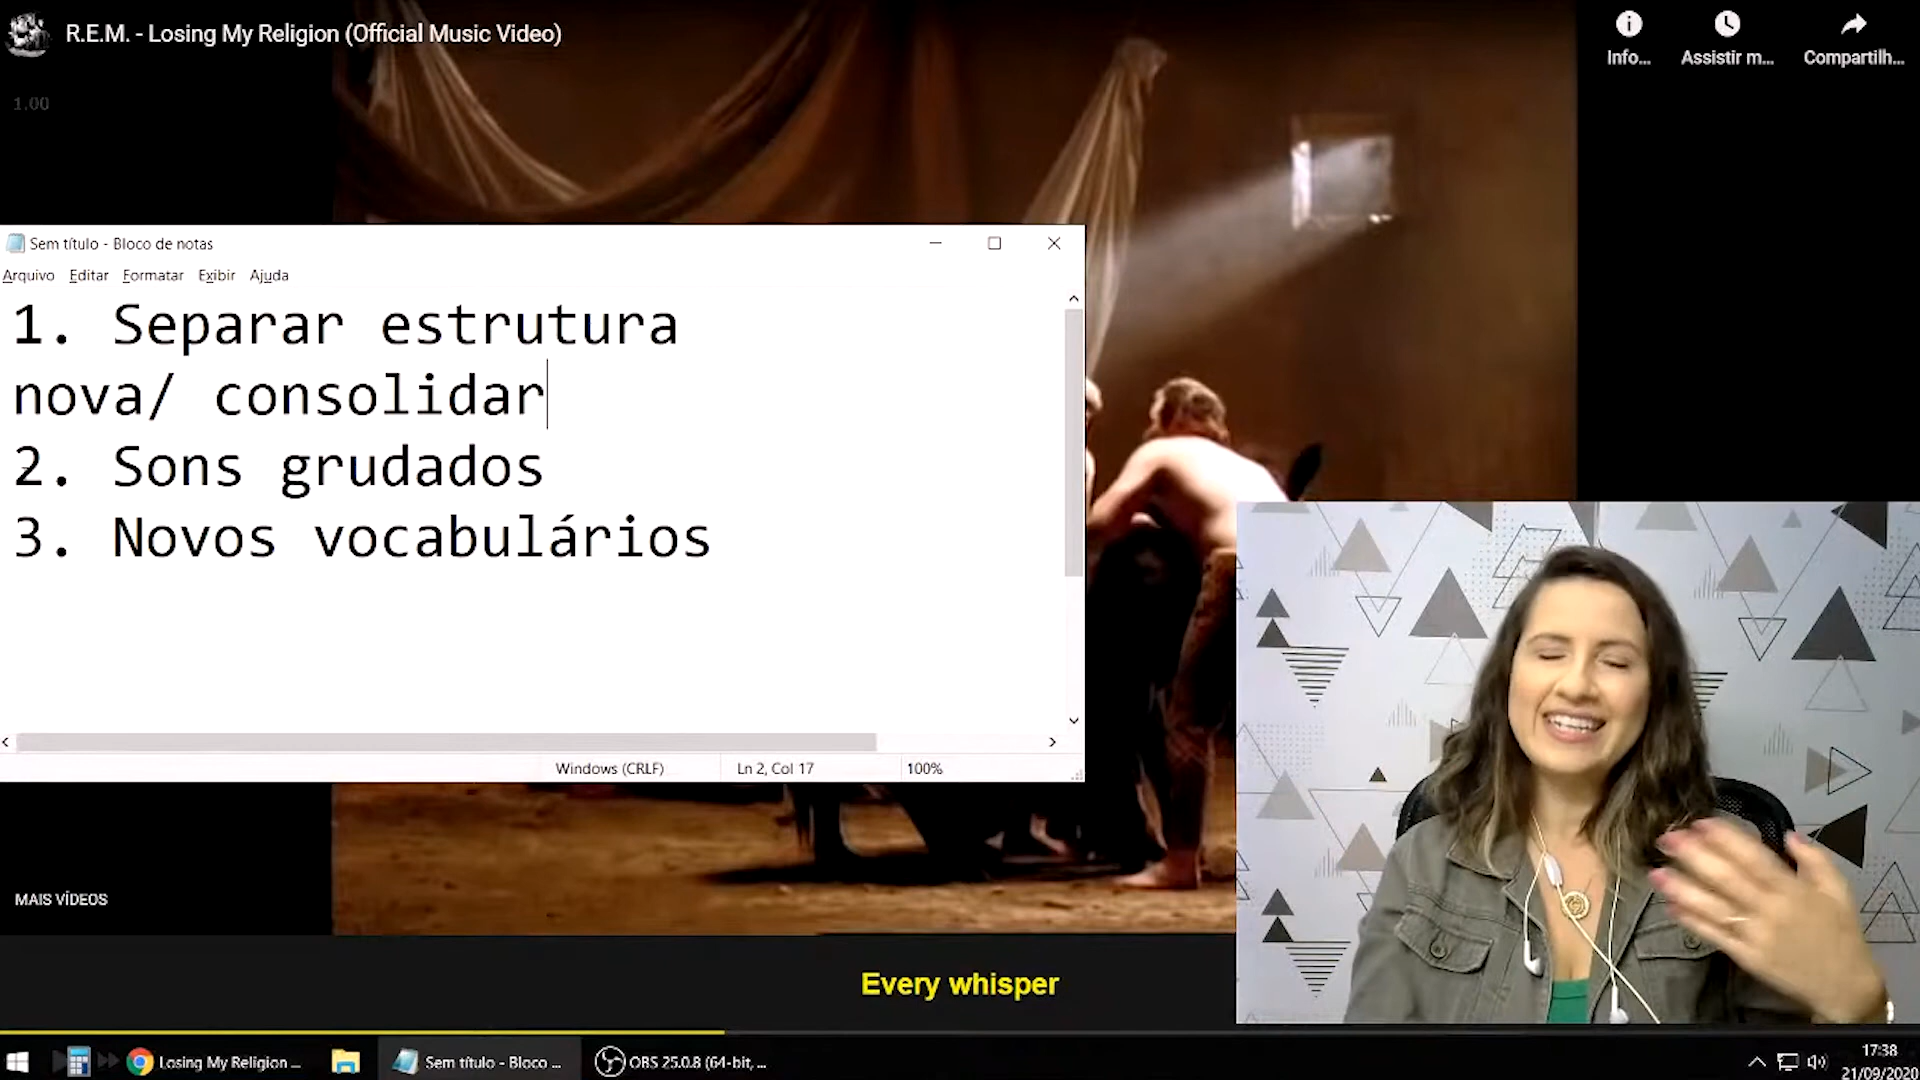 R.E.M. - Losing My Religion (Official Music Video)
Info...
Assistir m...
Compartilh...
1.00
Sem título - Bloco de notas
Arquivo Editar Formatar Exibir Ajuda
1. Separar estrutura
nova/ consolidar
2. Sons grudados
3. Novos vocabulários
Windows (CRLF)
Ln 2, Col 17
100%
MAIS VÍDEOS
Every whisper
Losing My Religion ...
Sem título - Bloco ...
OBS 25.0.8 (64-bit, ...
17:38
21/09/2020